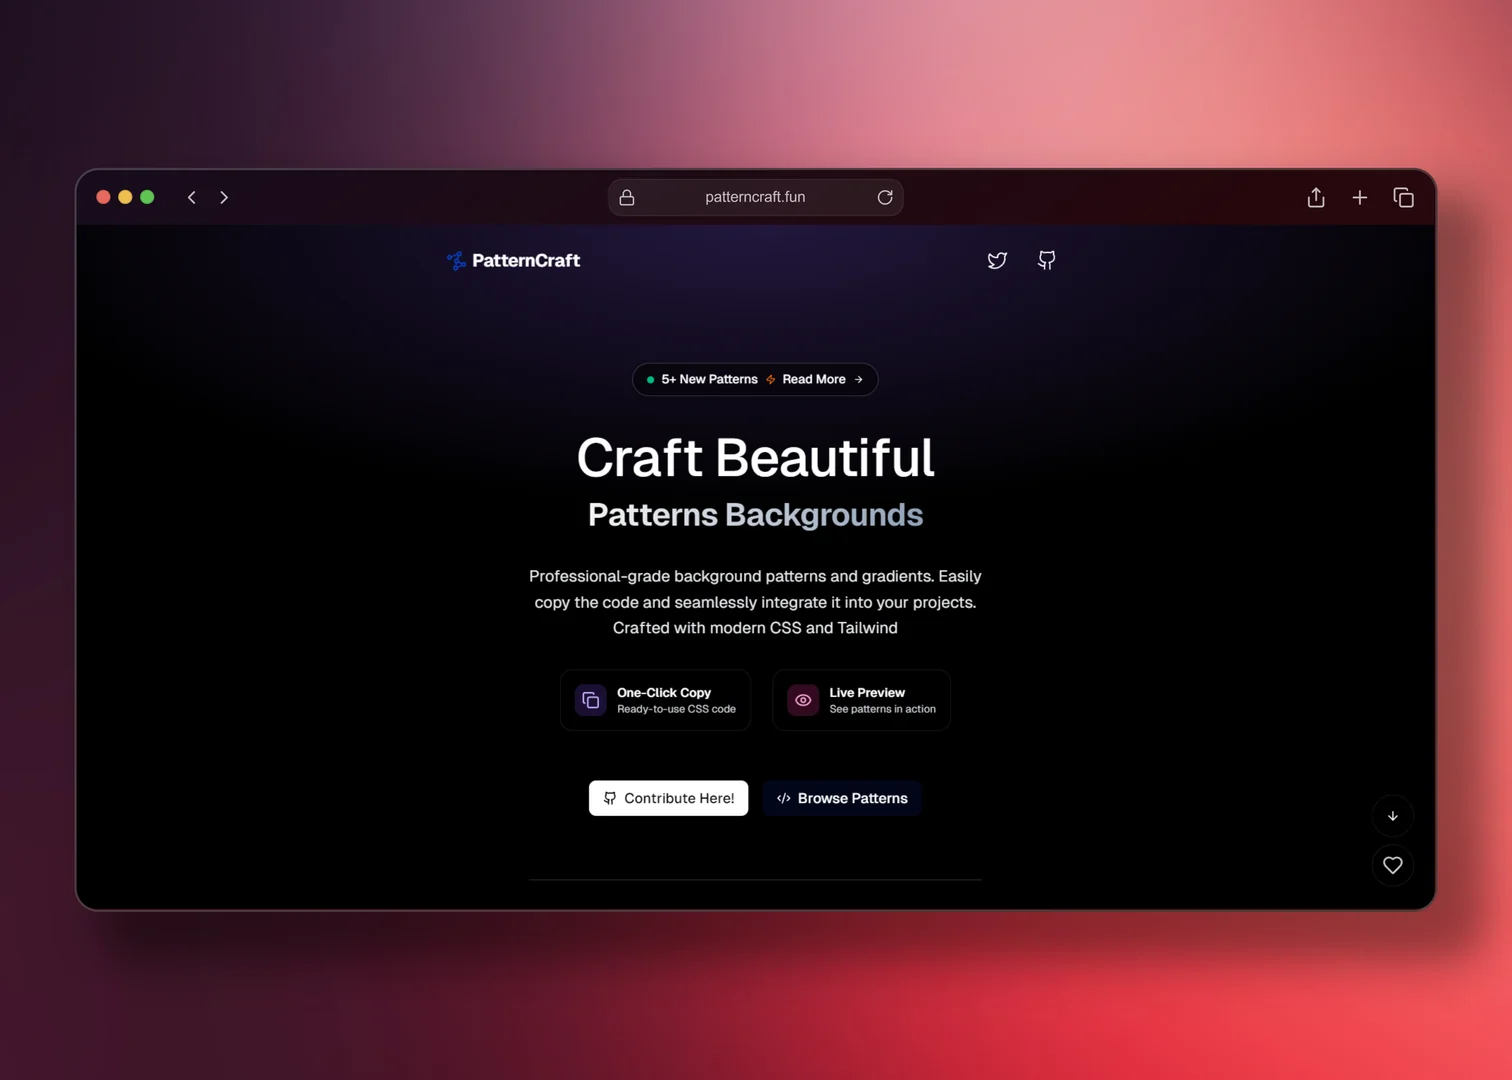 patterncraft.fun
PatternCraft
5+ New Patterns Read More →
Craft Beautiful
Patterns Backgrounds
Professional-grade background patterns and gradients. Easily
copy the code and seamlessly integrate it into your projects.
Crafted with modern CSS and Tailwind
One-Click Copy
Ready-to-use CSS code
Live Preview
See patterns in action
Contribute Here!
Browse Patterns